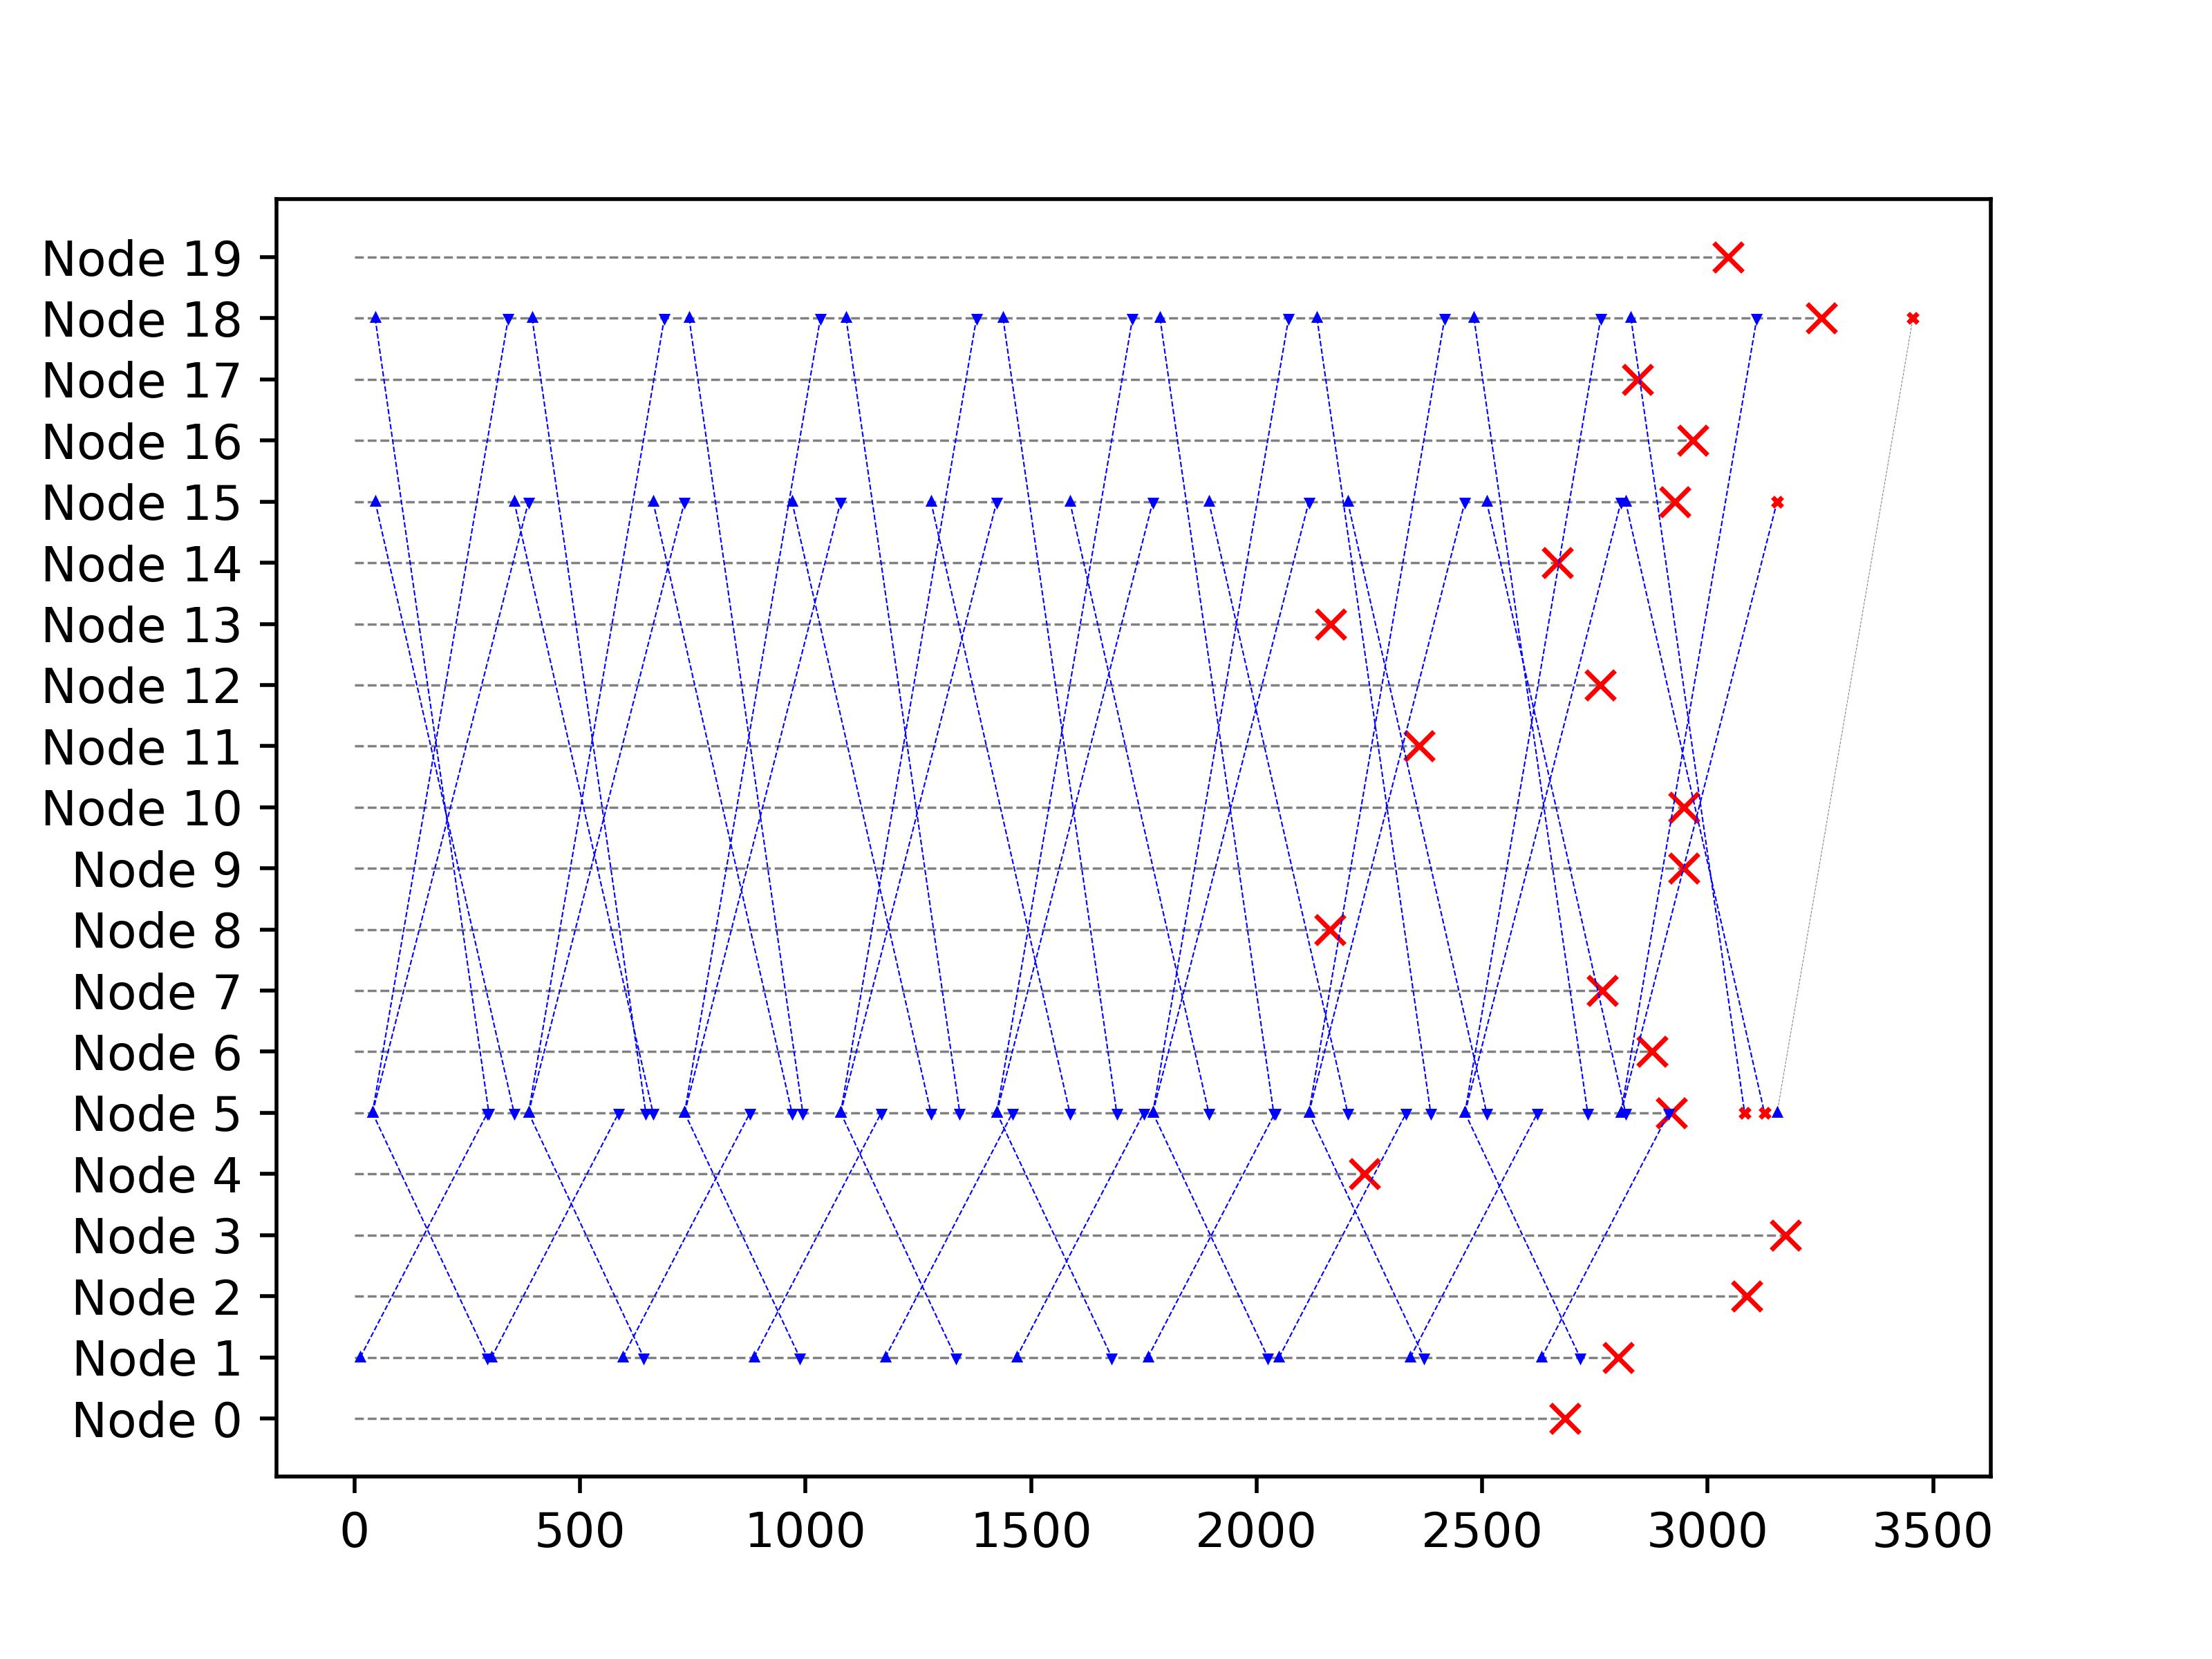 Node 19
Node 18
Node 17
Node 16
Node 15
Node 14
Node 13
Node 12
Node 11
Node 10
Node 9
Node 8
Node 7
Node 6
Node 5
Node 4
Node 3
Node 2
Node 1
Node 0
0 500 1000 1500 2000 2500 3000 3500